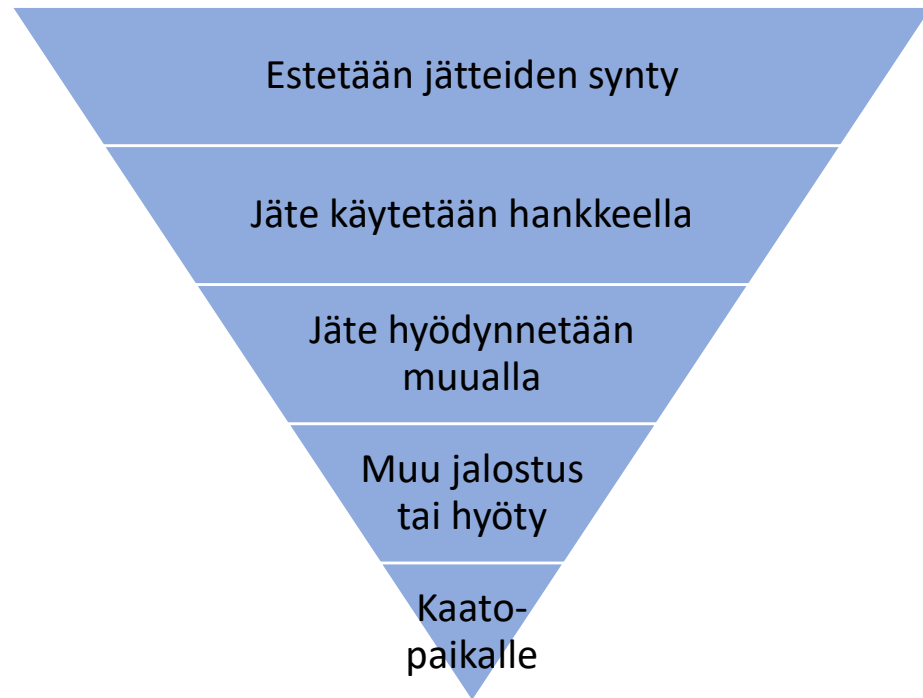 Estetään jätteiden synty
Jäte käytetään hankkeella
Jäte hyödynnetään
muualla
Muu jalostus
tai hyöty
Kaato-
paikalle